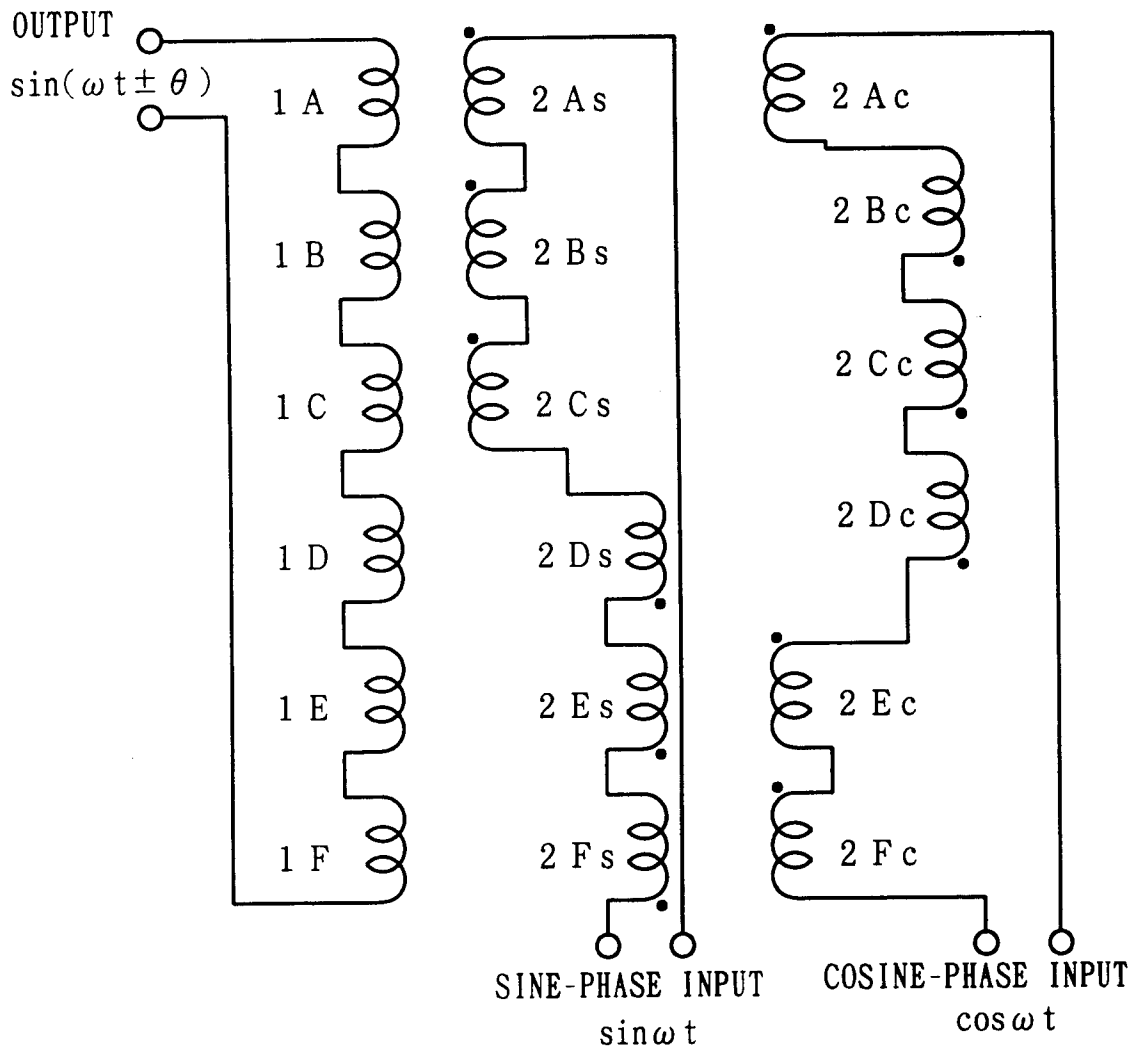 OUTPUT
sin(ωt±θ)
1A
2As
2Ac
1B
2Bs
2Bc
1C
2Cs
2Cc
1D
2Ds
2Dc
1E
2Es
2Ec
1F
2Fs
2Fc
SINE-PHASE INPUT
sinωt
COSINE-PHASE INPUT
cosωt